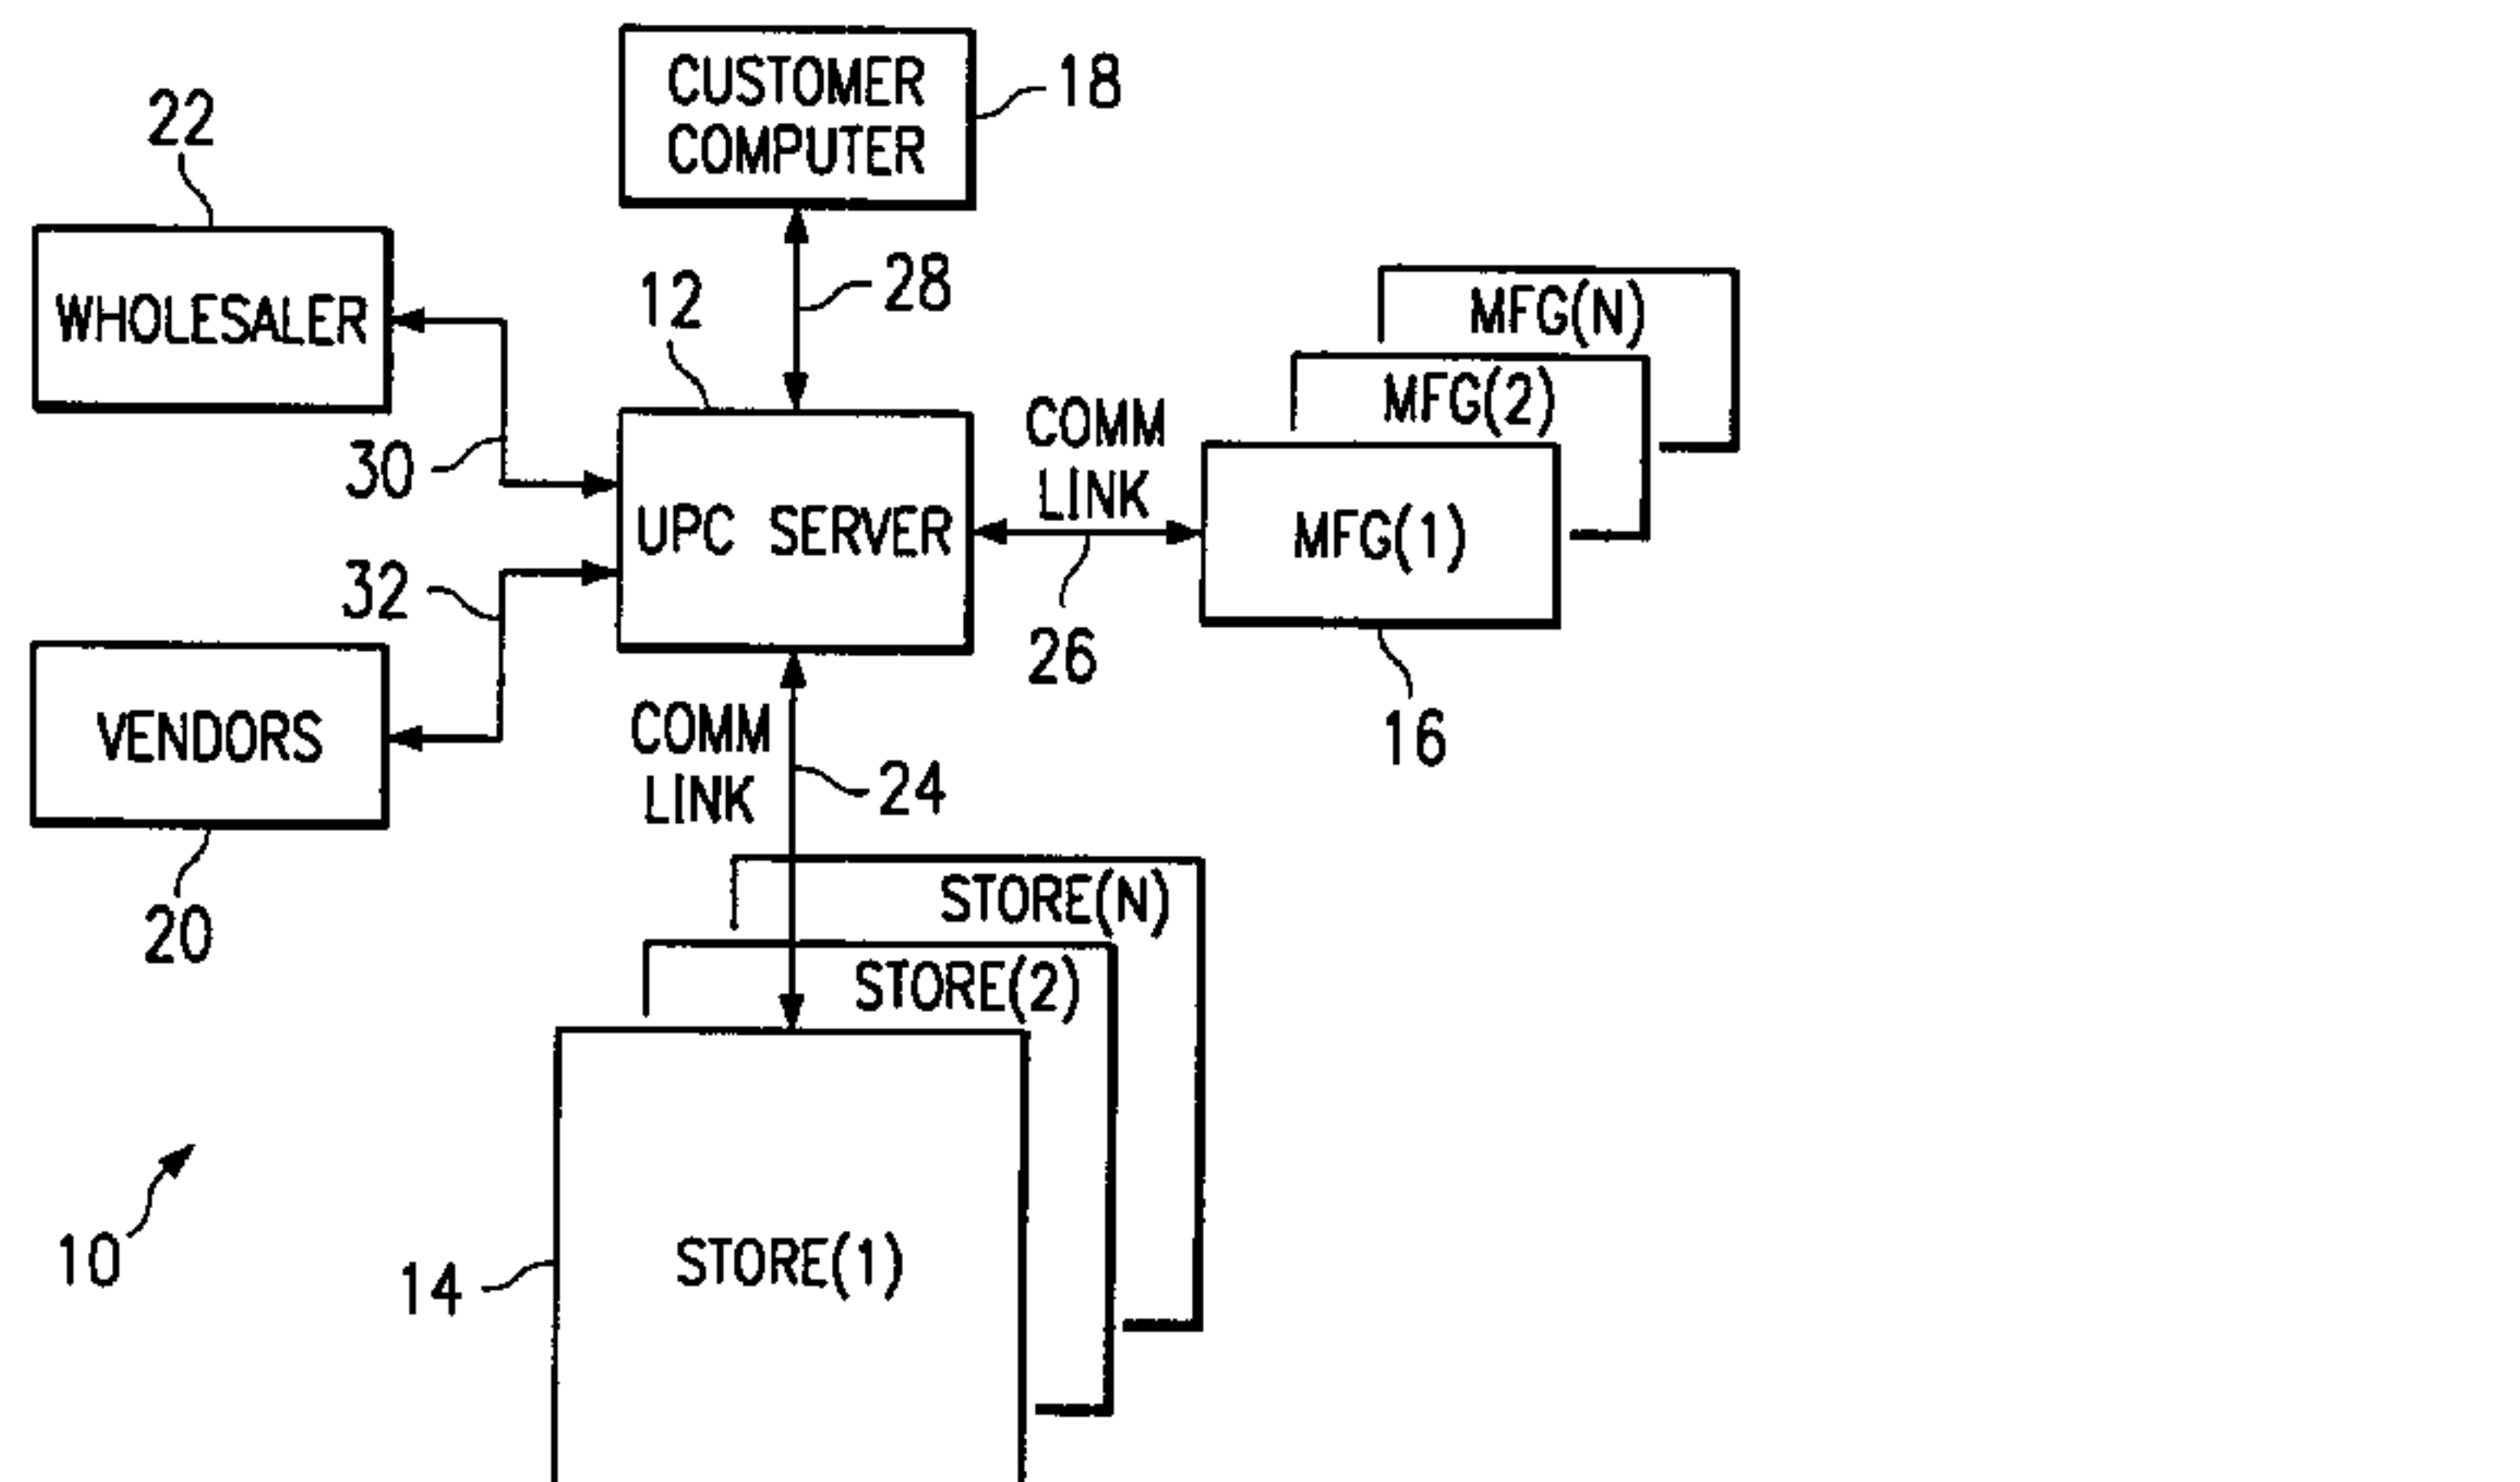 CUSTOMER
COMPUTER
18
22
WHOLESALER
12
28
MFG(N)
MFG(2)
COMM
LINK
30
UPC SERVER
MFG(1)
32
26
VENDORS
COMM
LINK
24
16
20
STORE(N)
STORE(2)
10
14
STORE(1)